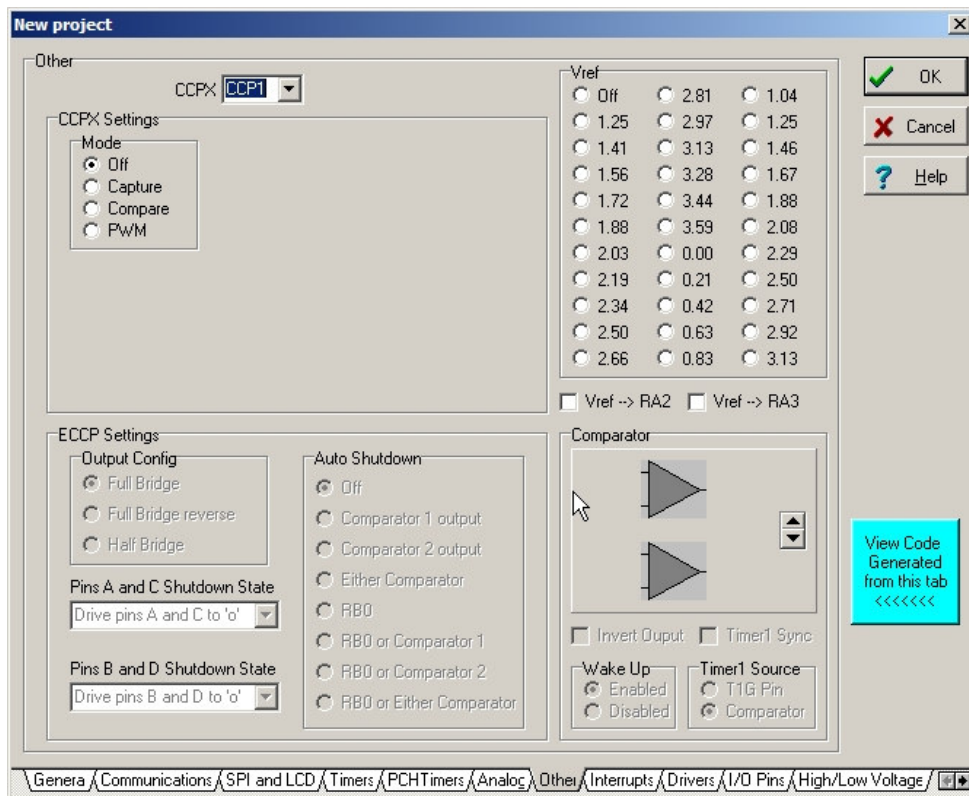 New project
Other
CCPX CCP1
CCPX Settings
Mode
Off
Capture
Compare
PWM
Vref
Off 2.81 1.04
1.25 2.97 1.25
1.41 3.13 1.46
1.56 3.28 1.67
1.72 3.44 1.88
1.88 3.59 2.08
2.03 0.00 2.29
2.19 0.21 2.50
2.34 0.42 2.71
2.50 0.63 2.92
2.66 0.83 3.13
Vref --> RA2 Vref --> RA3
OK
Cancel
? Help
ECCP Settings
Output Config
Full Bridge
Full Bridge reverse
Half Bridge
Pins A and C Shutdown State
Drive pins A and C to 'o'
Pins B and D Shutdown State
Drive pins B and D to 'o'
Auto Shutdown
Off
Comparator 1 output
Comparator 2 output
Either Comparator
RB0
RB0 or Comparator 1
RB0 or Comparator 2
RB0 or Either Comparator
Comparator
Invert Ouput Timer1 Sync
Wake Up
Enabled
Disabled
Timer1 Source
T1G Pin
Comparator
View Code
Generated
from this tab
<<<<<<<
Genera Communications SPI and LCD Timers PCHTimers Analog Other Interrupts Drivers I/O Pins High/Low Voltage